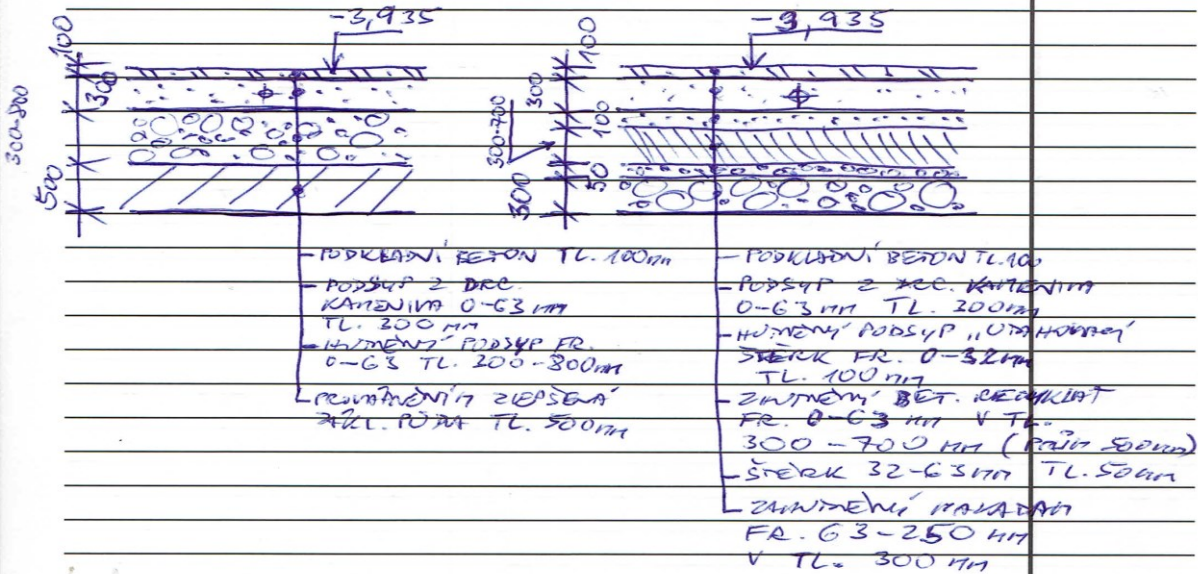 -3,935
100
300
300-800
500
PODKLADNÍ BETON TL. 100mm
PODSYP Z DRC.
KAMENIVA 0-63 mm
TL. 300 mm
HUTNĚNÝ PODSYP FR.
0-63 TL. 300-800mm
ZLEPŠENÁ
ZÁKL. PŮDA TL. 500mm
-3,935
100
300
100
300-700
50
300
PODKLADNÍ BETON TL. 100
PODSYP Z DRC. KAMENIVA
0-63 mm TL. 300mm
HUTNĚNÝ PODSYP „UTAHOVACÍ
ŠTĚRK FR. 0-32mm
TL. 100 mm
ZHUTNĚNÝ BET. RECYKLÁT
FR. 0-63 mm V TL.
300-700 mm (PRŮM 500mm)
ŠTĚRK 32-63mm TL. 50mm
ZHUTNĚNÝ MAKADAM
FR. 63-250 mm
V TL. 300 mm